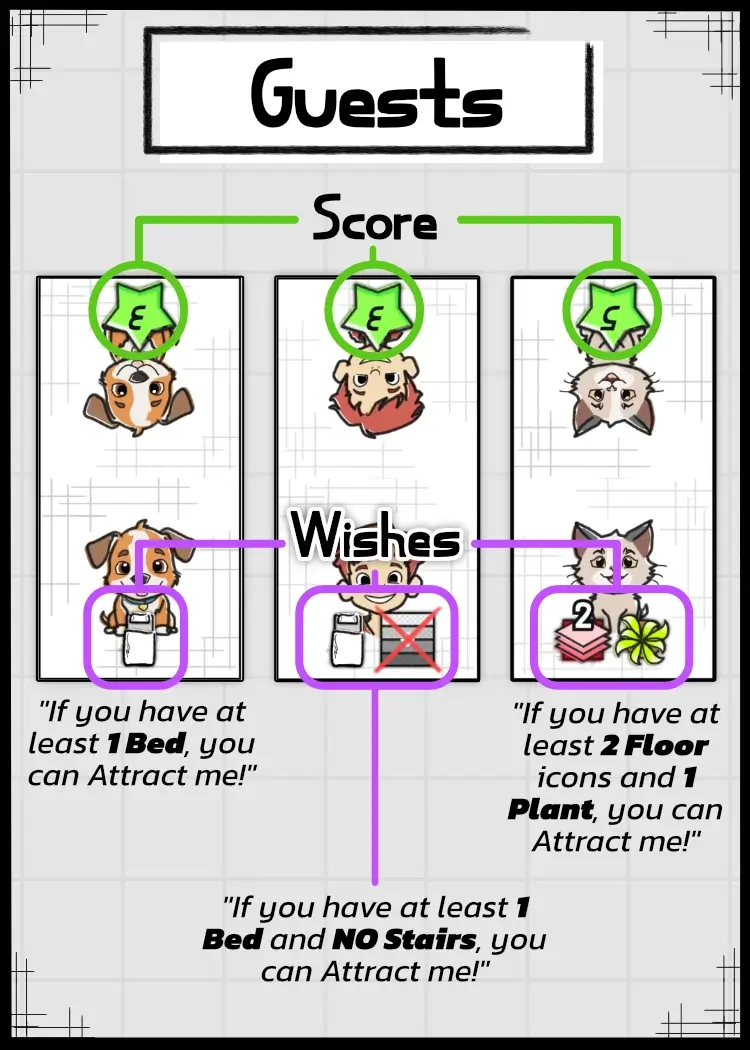 Guests
Score
3
3
5
Wishes
2
"If you have at
least 1 Bed, you
can Attract me!"
"If you have at
least 2 Floor
icons and 1
Plant, you can
Attract me!"
"If you have at least 1
Bed and NO Stairs, you
can Attract me!"